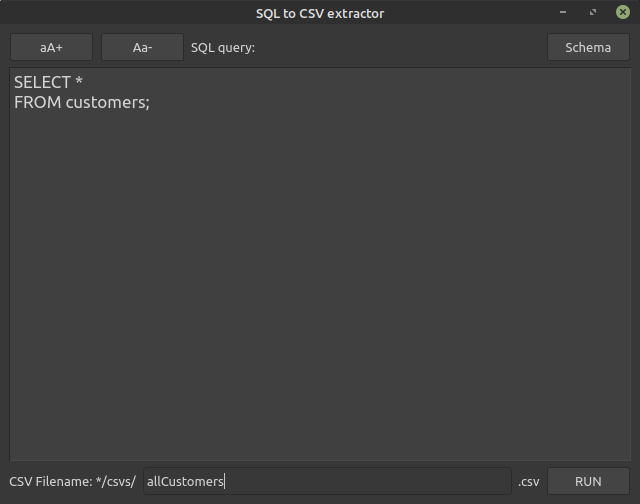 SQL to CSV extractor
aA+ Aa- SQL query: Schema
SELECT *
FROM customers;
CSV Filename: */csvs/ allCustomers .csv RUN